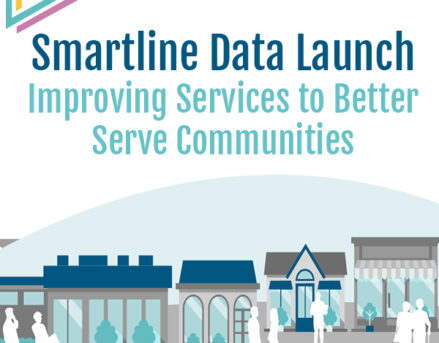 Smartline Data Launch
Improving Services to Better
Serve Communities